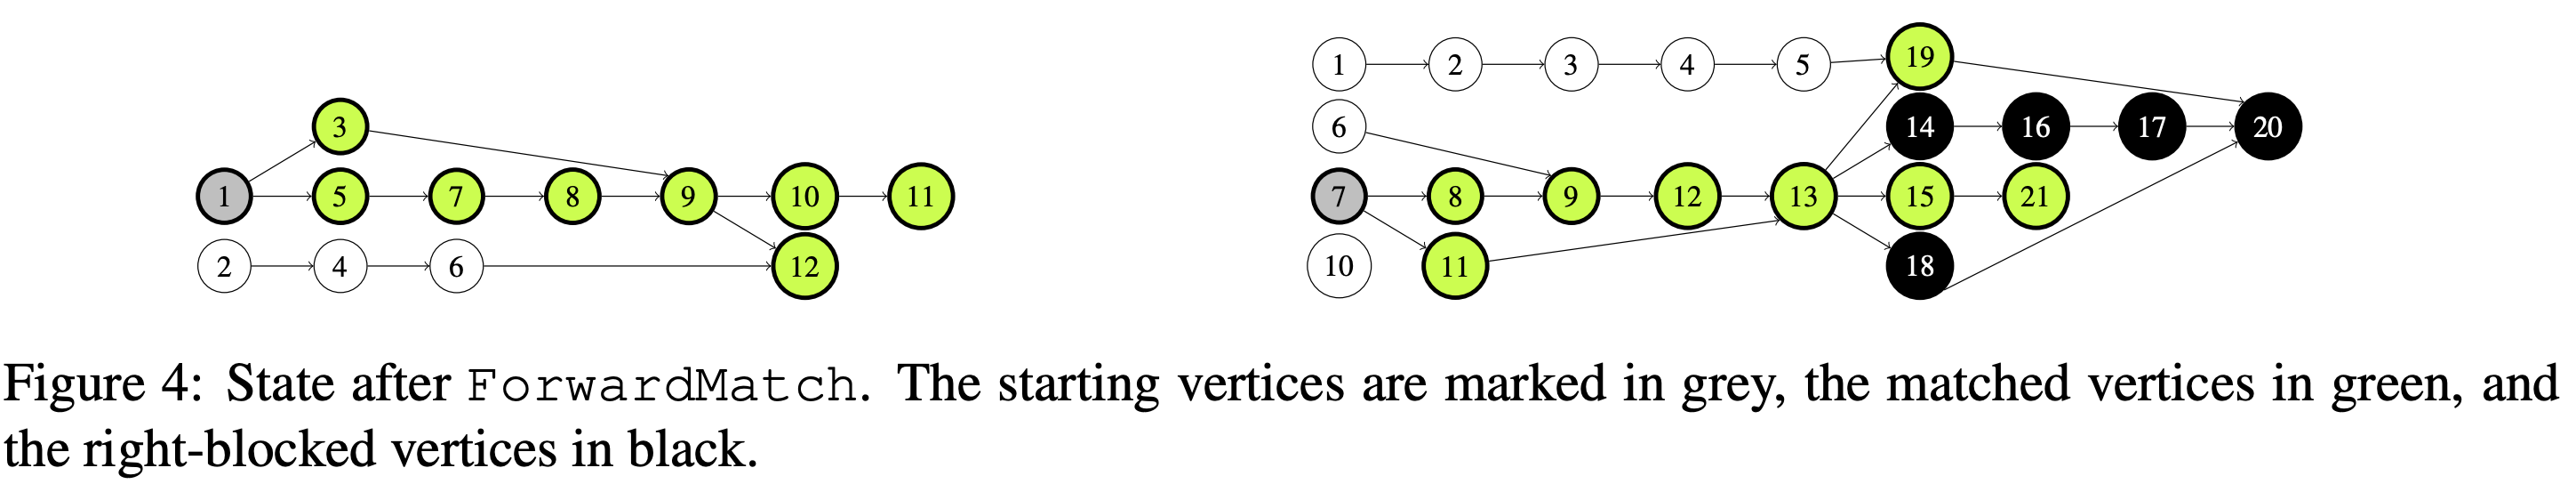 1 2 3 4 5 19
3 6 14 16 17 20
1 5 7 8 9 10 11 7 8 9 12 13 15 21
2 4 6 12 10 11 18
Figure 4: State after ForwardMatch. The starting vertices are marked in grey, the matched vertices in green, and
the right-blocked vertices in black.